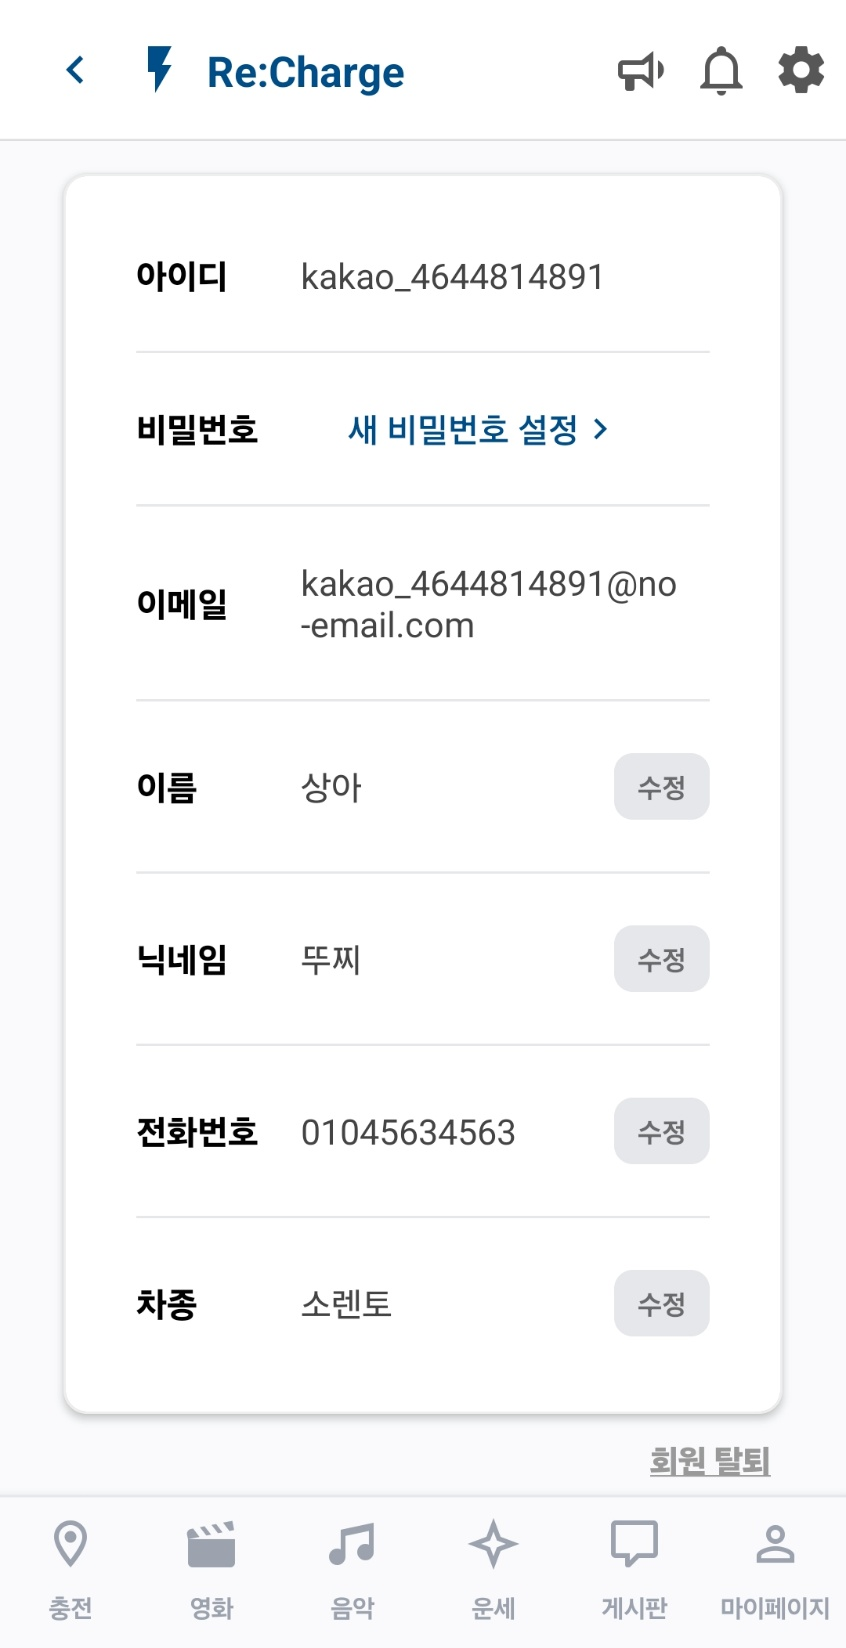 Re:Charge
아이디 kakao_4644814891
비밀번호 새 비밀번호 설정 >
이메일 kakao_4644814891@no
-email.com
이름 상아 수정
닉네임 뚜찌 수정
전화번호 01045634563 수정
차종 소렌토 수정
회원 탈퇴
충전 영화 음악 운세 게시판 마이페이지